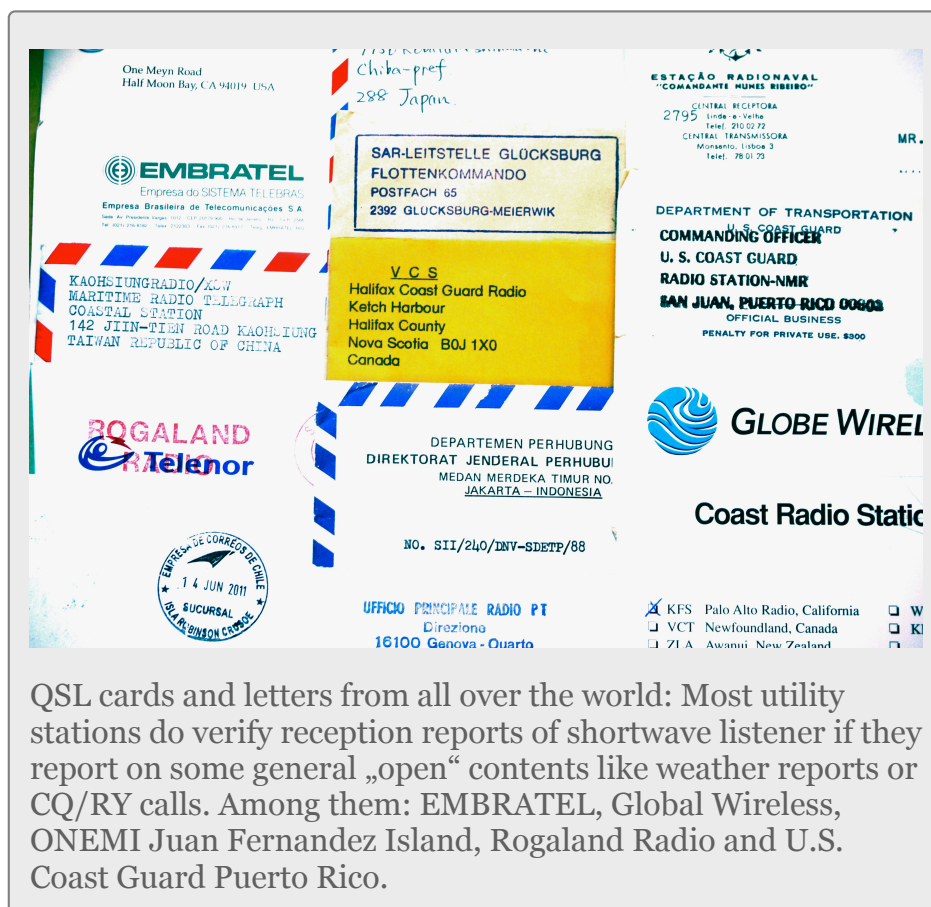 One Meyn Road
Half Moon Bay, CA 94019 USA
EMBRATEL
Empresa do SISTEMA TELEBRAS
Empresa Brasileira de Telecomunicações S.A.
KAOHSIUNGRADIO/XSW
MARITIME RADIO TELEGRAPH
COASTAL STATION
142 JIIN-TIEN ROAD KAOHSIUNG
TAIWAN REPUBLIC OF CHINA
ROGALAND
RADIO
Telenor
EMPRESA DE CORREOS DE CHILE
14 JUN 2011
SUCURSAL
ISLA ROBINSON CRUSOE
Chiba-pref
288 Japan.
SAR-LEITSTELLE GLÜCKSBURG
FLOTTENKOMMANDO
POSTFACH 65
2392 GLÜCKSBURG-MEIERWIK
V C S
Halifax Coast Guard Radio
Ketch Harbour
Halifax County
Nova Scotia B0J 1X0
Canada
DEPARTEMEN PERHUBUNG
DIREKTORAT JENDERAL PERHUBU
MEDAN MERDEKA TIMUR NO.
JAKARTA – INDONESIA
NO. SII/240/DNV-SDETP/88
UFFICIO PRINCIPALE RADIO PT
Direzione
16100 Genova - Quarto
ESTAÇÃO RADIONAVAL
"COMANDANTE NUNES RIBEIRO"
CENTRAL RECEPTORA
2795 Linda-a-Velha
Telef. 210 02 72
CENTRAL TRANSMISSORA
Monsanto, Lisboa 3
Telef. 78 01 73
MR.
DEPARTMENT OF TRANSPORTATION
U. S. COAST GUARD
COMMANDING OFFICER
U. S. COAST GUARD
RADIO STATION-NMR
SAN JUAN, PUERTO RICO 00803
OFFICIAL BUSINESS
PENALTY FOR PRIVATE USE, $300
GLOBE WIREL
Coast Radio Static
KFS Palo Alto Radio, California
VCT Newfoundland, Canada
ZLA Awanui, New Zealand
QSL cards and letters from all over the world: Most utility
stations do verify reception reports of shortwave listener if they
report on some general „open“ contents like weather reports or
CQ/RY calls. Among them: EMBRATEL, Global Wireless,
ONEMI Juan Fernandez Island, Rogaland Radio and U.S.
Coast Guard Puerto Rico.